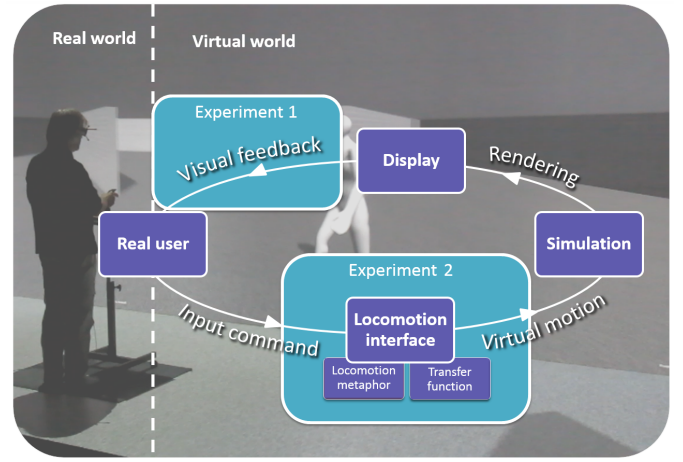 Real world
Virtual world
Experiment 1
Visual feedback
Display
Rendering
Real user
Simulation
Experiment 2
Input command
Locomotion
interface
Virtual motion
Locomotion
metaphor
Transfer
function